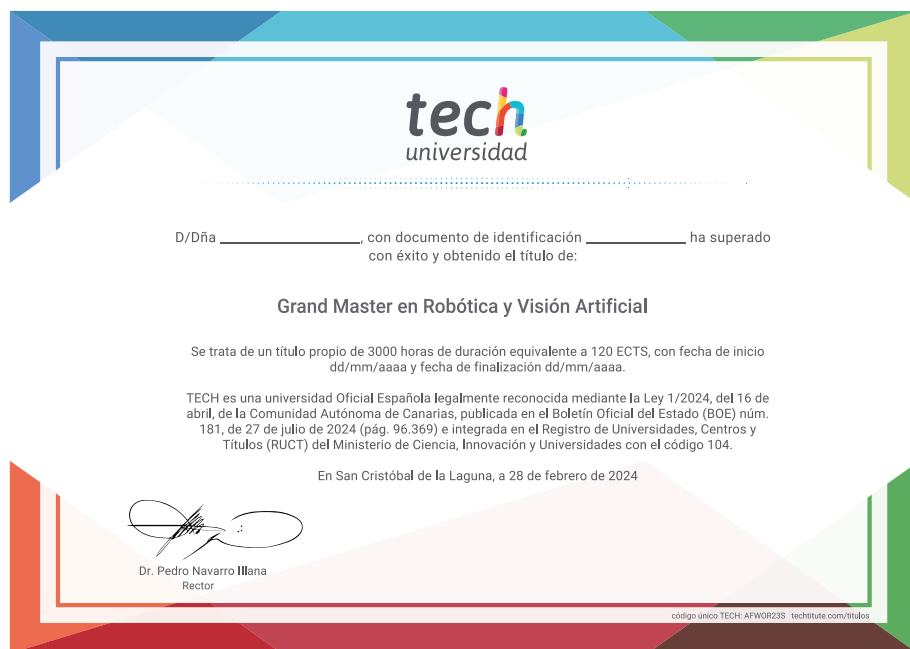 tech
universidad
D/Dña ______________, con documento de identificación __________ ha superado
con éxito y obtenido el título de:
Grand Master en Robótica y Visión Artificial
Se trata de un título propio de 3000 horas de duración equivalente a 120 ECTS, con fecha de inicio
dd/mm/aaaa y fecha de finalización dd/mm/aaaa.
TECH es una universidad Oficial Española legalmente reconocida mediante la Ley 1/2024, del 16 de
abril, de la Comunidad Autónoma de Canarias, publicada en el Boletín Oficial del Estado (BOE) núm.
181, de 27 de julio de 2024 (pág. 96.369) e integrada en el Registro de Universidades, Centros y
Títulos (RUCT) del Ministerio de Ciencia, Innovación y Universidades con el código 104.
En San Cristóbal de la Laguna, a 28 de febrero de 2024
Dr. Pedro Navarro Illana
Rector
código único TECH: AFWOR23S techtitute.com/titulos